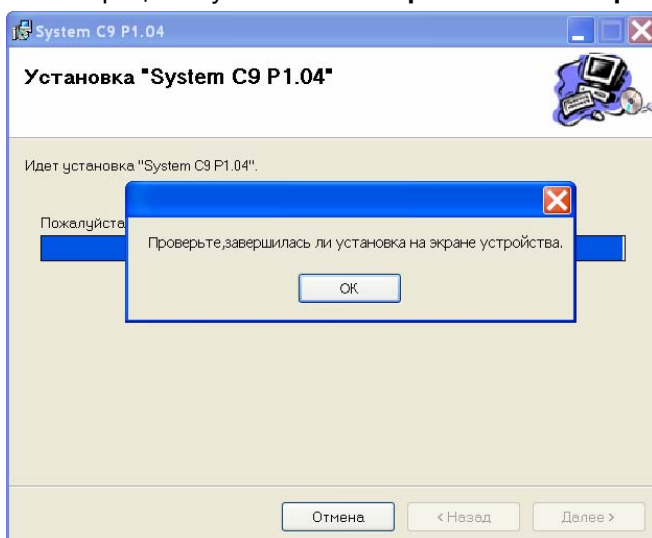 System C9 P1.04
Установка "System C9 P1.04"
Идет установка "System C9 P1.04".
Пожалуйста
Проверьте,завершилась ли установка на экране устройства.
ОК
Отмена
< Назад
Далее >